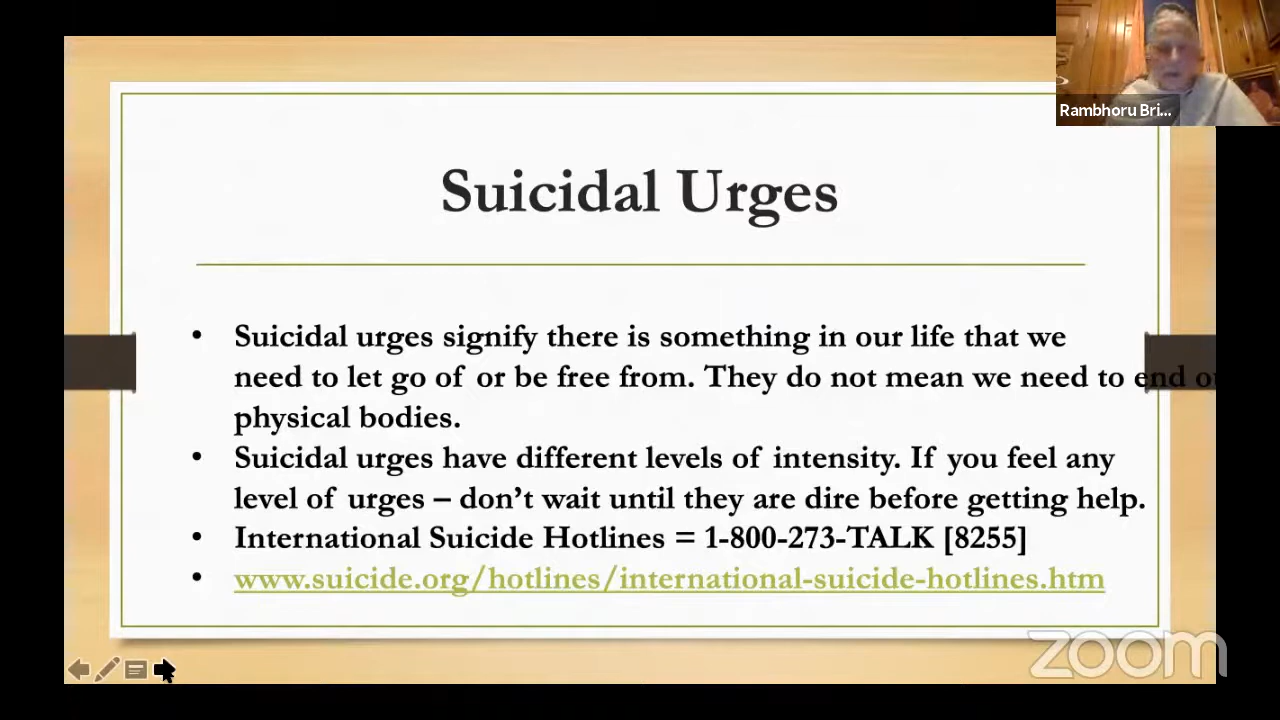 Rambhoru Bri...
Suicidal Urges
• Suicidal urges signify there is something in our life that we
need to let go of or be free from. They do not mean we need to end
physical bodies.
• Suicidal urges have different levels of intensity. If you feel any
level of urges – don’t wait until they are dire before getting help.
• International Suicide Hotlines = 1-800-273-TALK [8255]
• www.suicide.org/hotlines/international-suicide-hotlines.htm
zoom